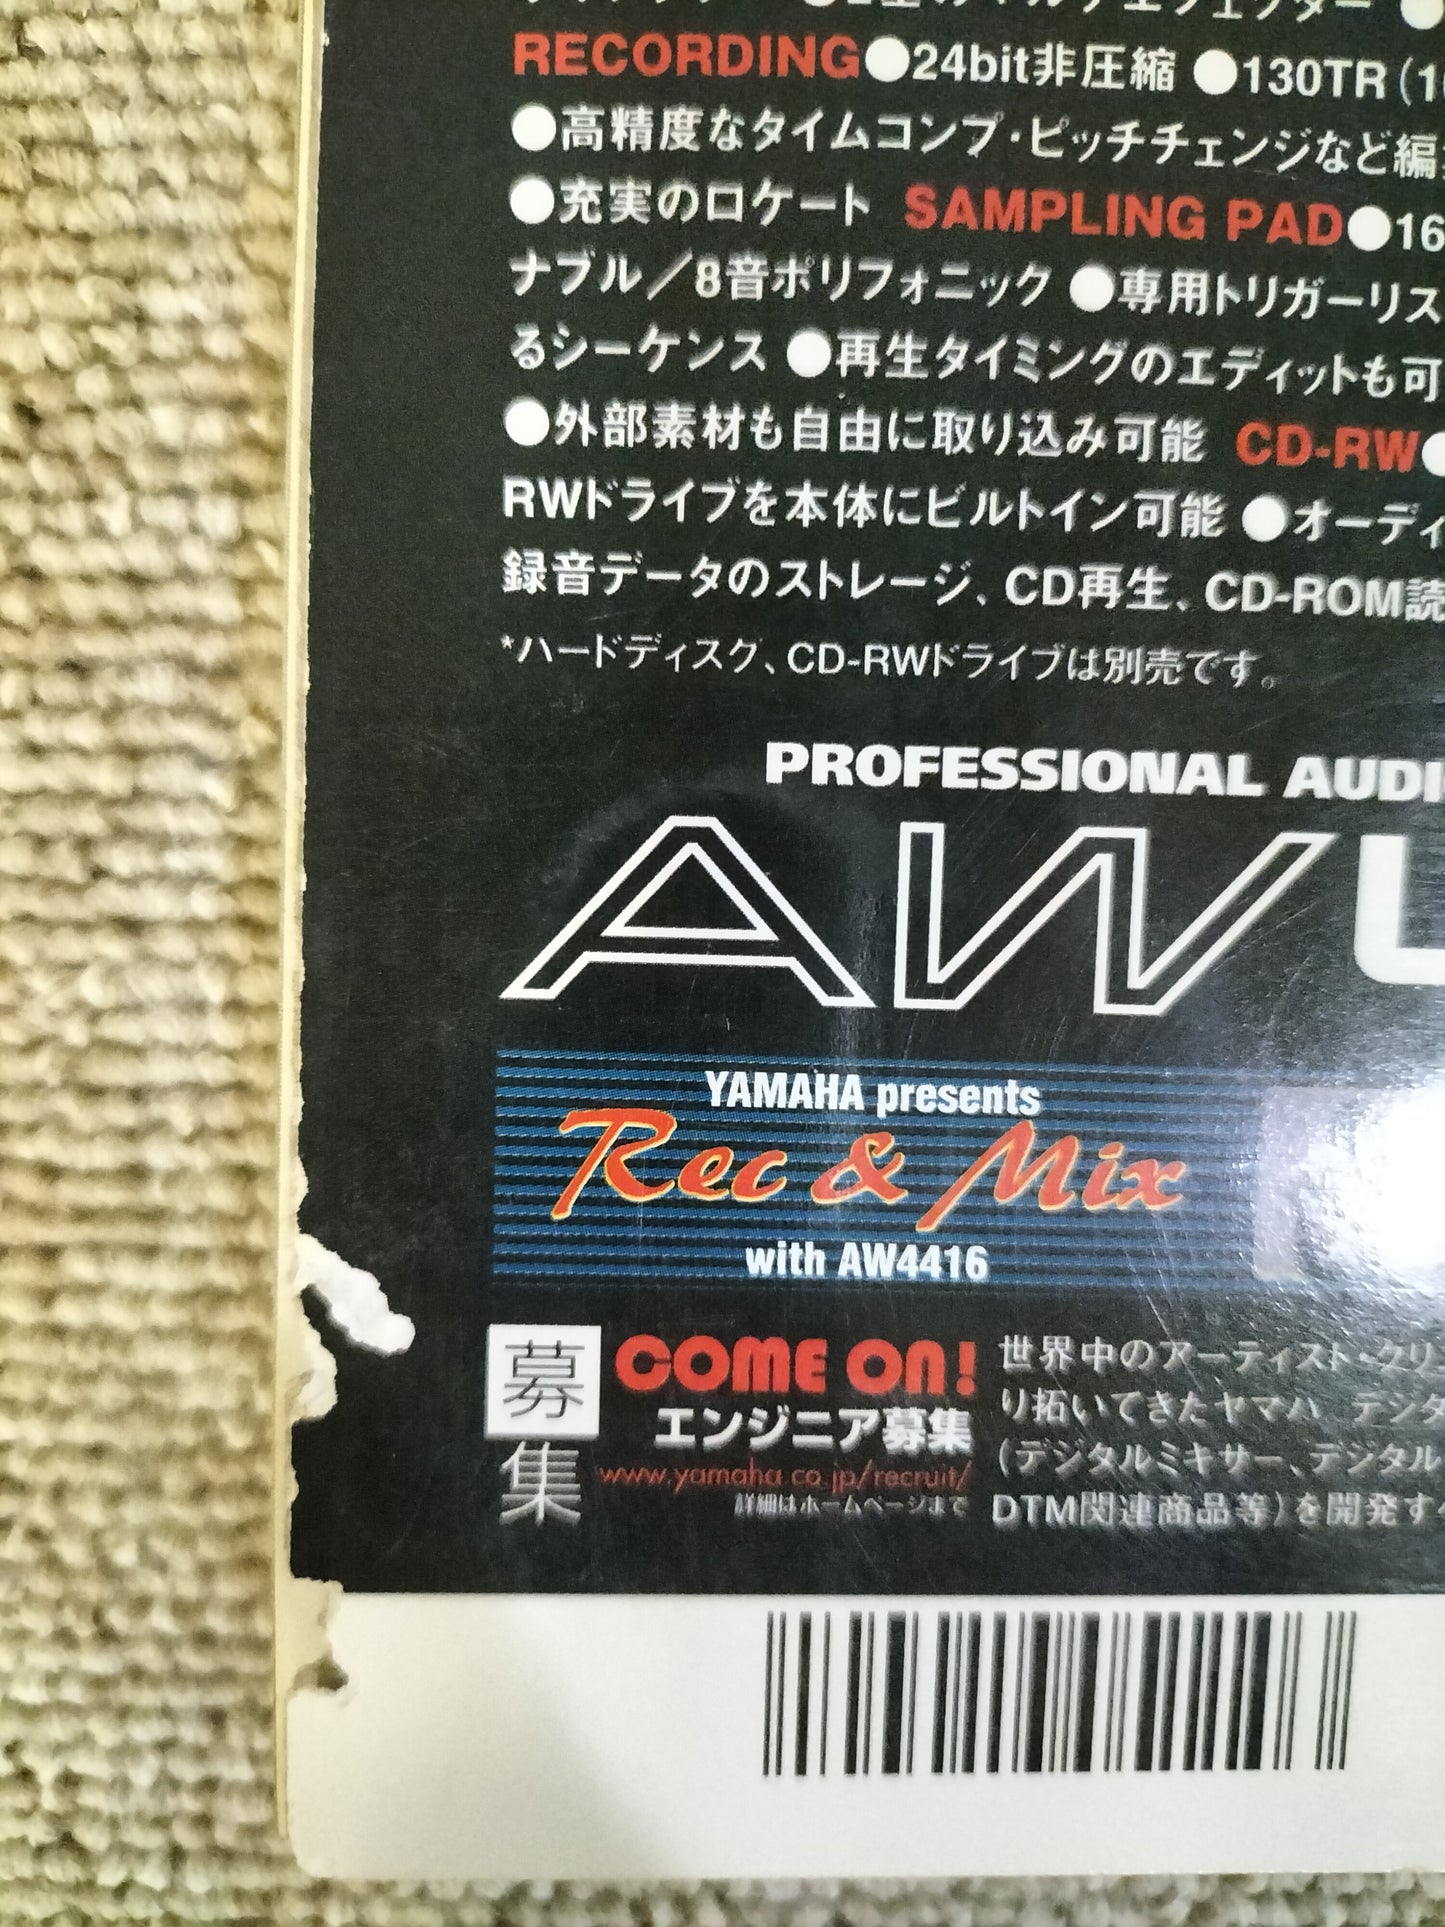 RECORDING●24bit非圧縮 ●130TR(1
●高精度なタイムコンプ・ピッチチェンジなど編
●充実のロケート SAMPLING PAD●16
ナブル／8音ポリフォニック ●専用トリガーリス
るシーケンス ●再生タイミングのエディットも可
●外部素材も自由に取り込み可能 CD-RW●
RWドライブを本体にビルトイン可能 ●オーディ
録音データのストレージ、CD再生、CD-ROM読
*ハードディスク、CD-RWドライブは別売です。
PROFESSIONAL AUDI
AW4
YAMAHA presents
Rec & Mix
with AW4416
募集
COME ON!
エンジニア募集
www.yamaha.co.jp/recruit/
詳細はホームページまで
世界中のアーティスト・クリ
り拓いてきたヤマハ デジタ
(デジタルミキサー、デジタル
DTM関連商品等)を開発す